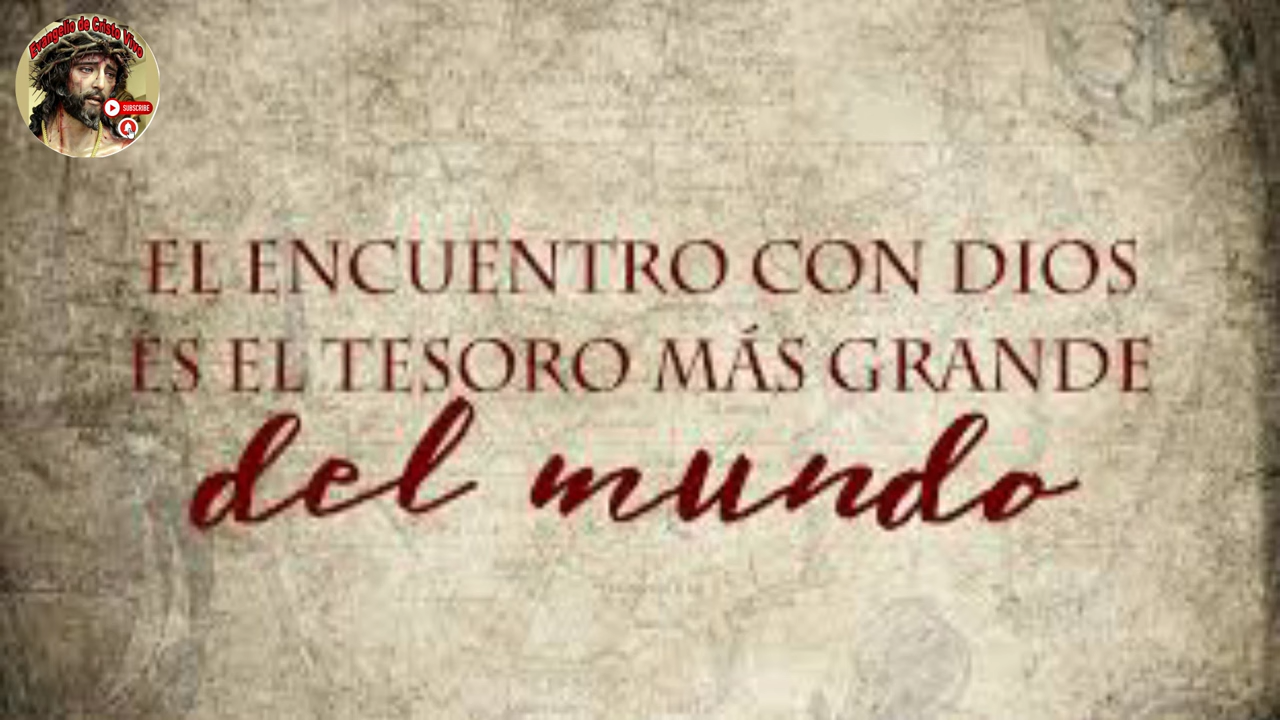 Evangelio de Cristo Vivo
SUBSCRIBE
EL ENCUENTRO CON DIOS
ES EL TESORO MÁS GRANDE
del mundo